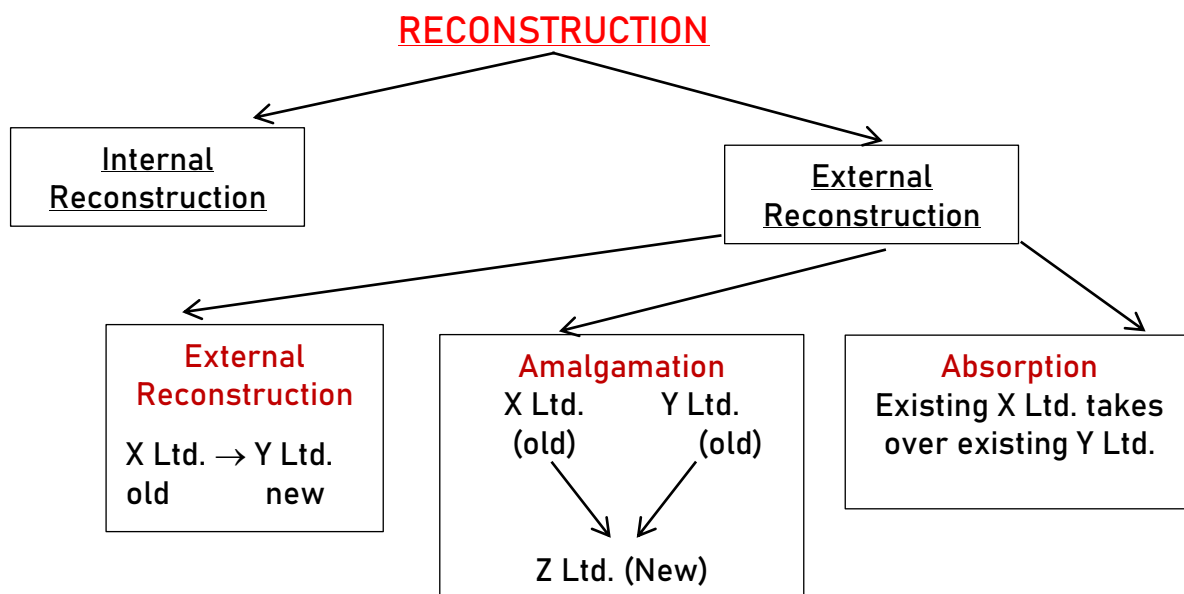 RECONSTRUCTION
Internal
Reconstruction
External
Reconstruction
External
Reconstruction
X Ltd. → Y Ltd.
old new
Amalgamation
X Ltd. Y Ltd.
(old) (old)
Z Ltd. (New)
Absorption
Existing X Ltd. takes
over existing Y Ltd.